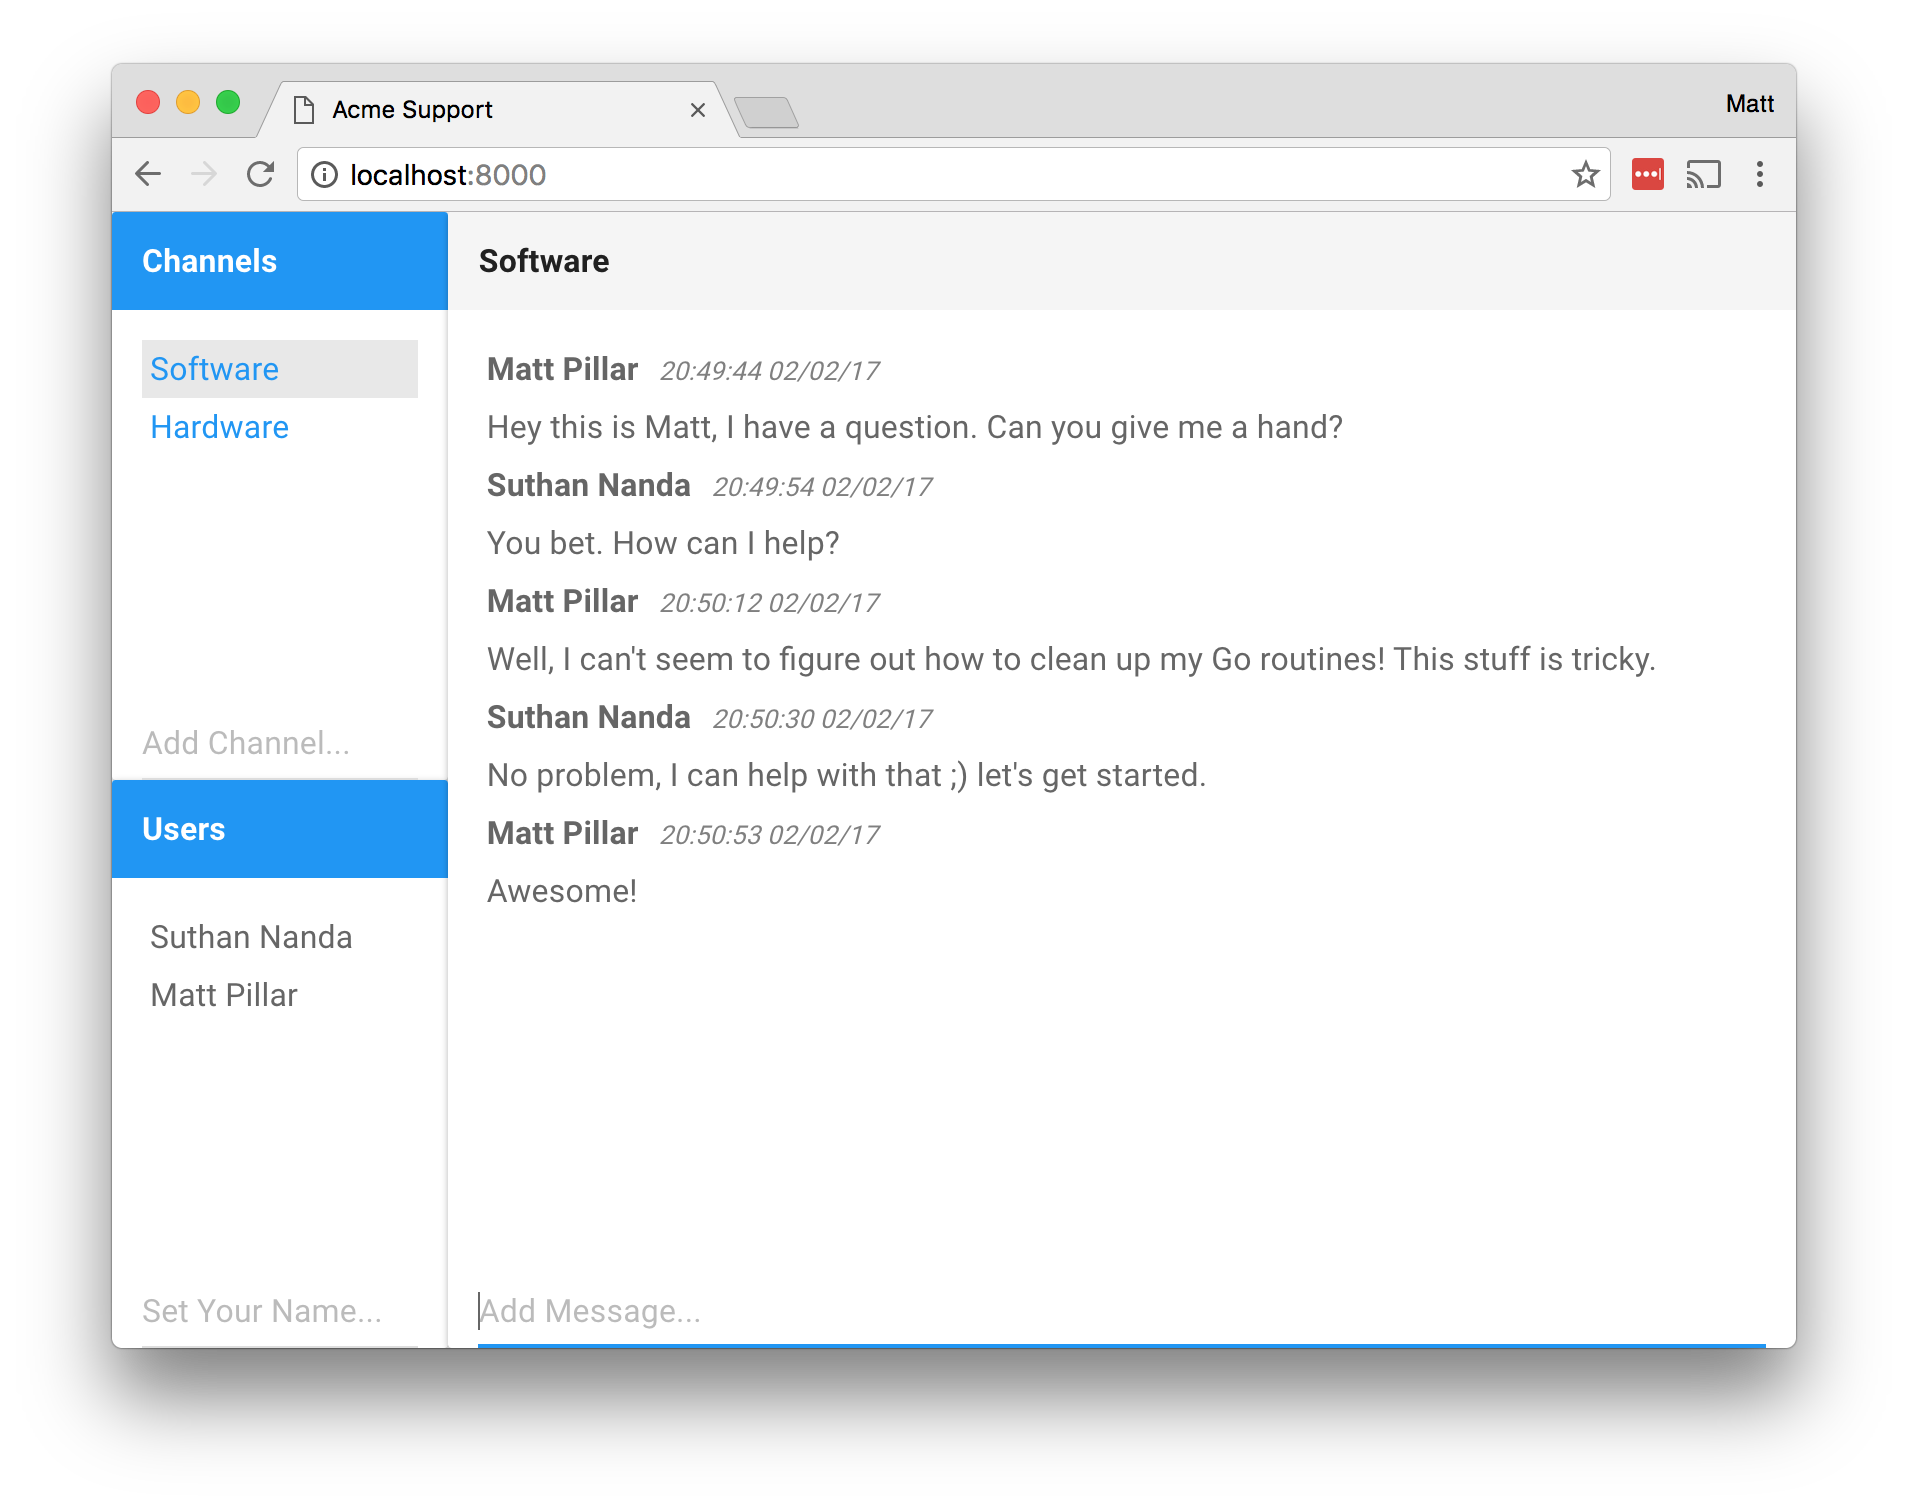 Acme Support
Matt
localhost:8000
Channels
Software
Hardware
Add Channel...
Users
Suthan Nanda
Matt Pillar
Set Your Name...
Software
Matt Pillar 20:49:44 02/02/17
Hey this is Matt, I have a question. Can you give me a hand?
Suthan Nanda 20:49:54 02/02/17
You bet. How can I help?
Matt Pillar 20:50:12 02/02/17
Well, I can't seem to figure out how to clean up my Go routines! This stuff is tricky.
Suthan Nanda 20:50:30 02/02/17
No problem, I can help with that ;) let's get started.
Matt Pillar 20:50:53 02/02/17
Awesome!
Add Message...